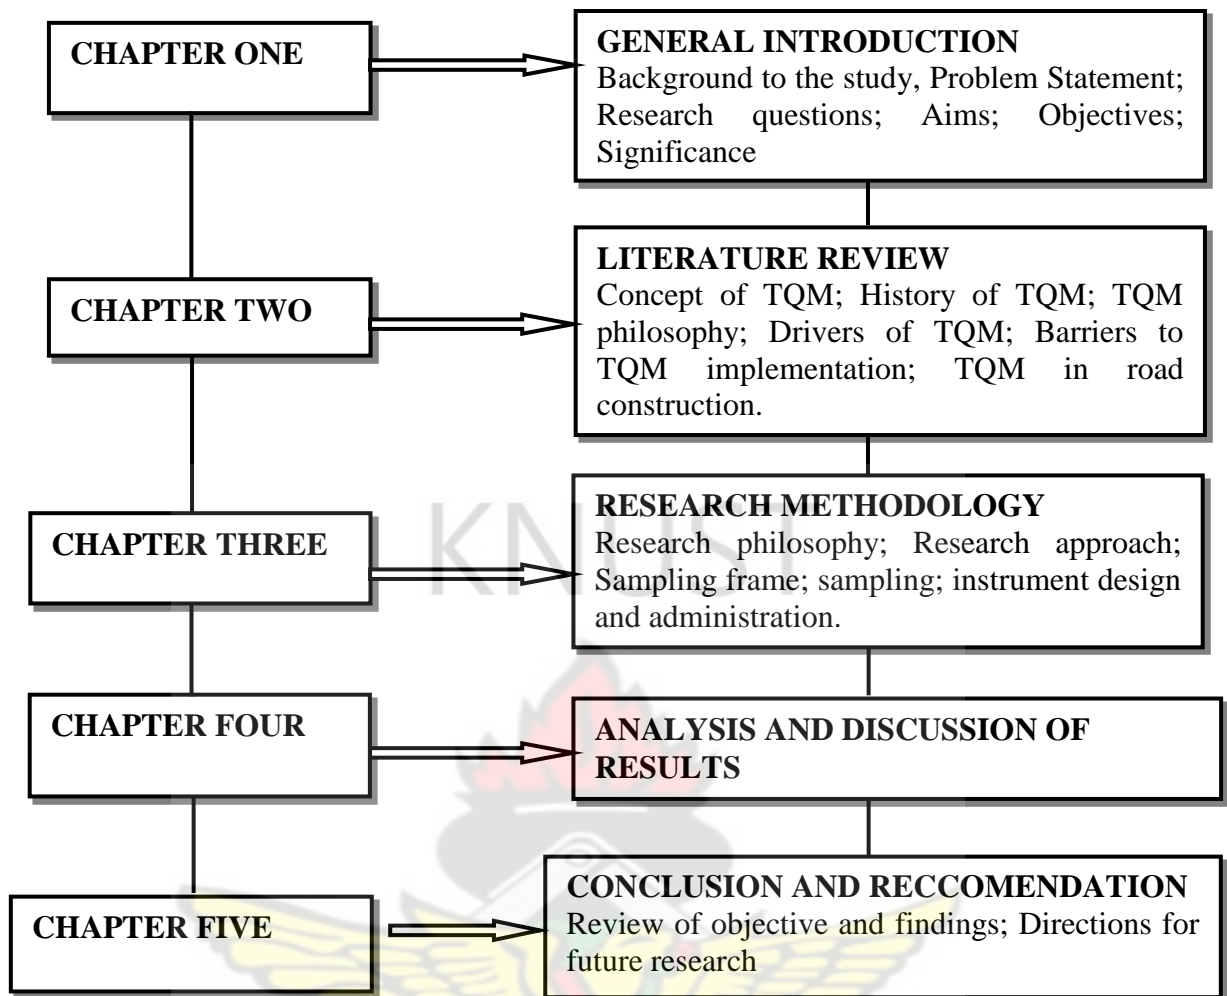 CHAPTER ONE
GENERAL INTRODUCTION
Background to the study, Problem Statement;
Research questions; Aims; Objectives;
Significance
CHAPTER TWO
LITERATURE REVIEW
Concept of TQM; History of TQM; TQM
philosophy; Drivers of TQM; Barriers to
TQM implementation; TQM in road
construction.
KNUST
CHAPTER THREE
RESEARCH METHODOLOGY
Research philosophy; Research approach;
Sampling frame; sampling; instrument design
and administration.
CHAPTER FOUR
ANALYSIS AND DISCUSSION OF
RESULTS
CHAPTER FIVE
CONCLUSION AND RECCOMENDATION
Review of objective and findings; Directions for
future research